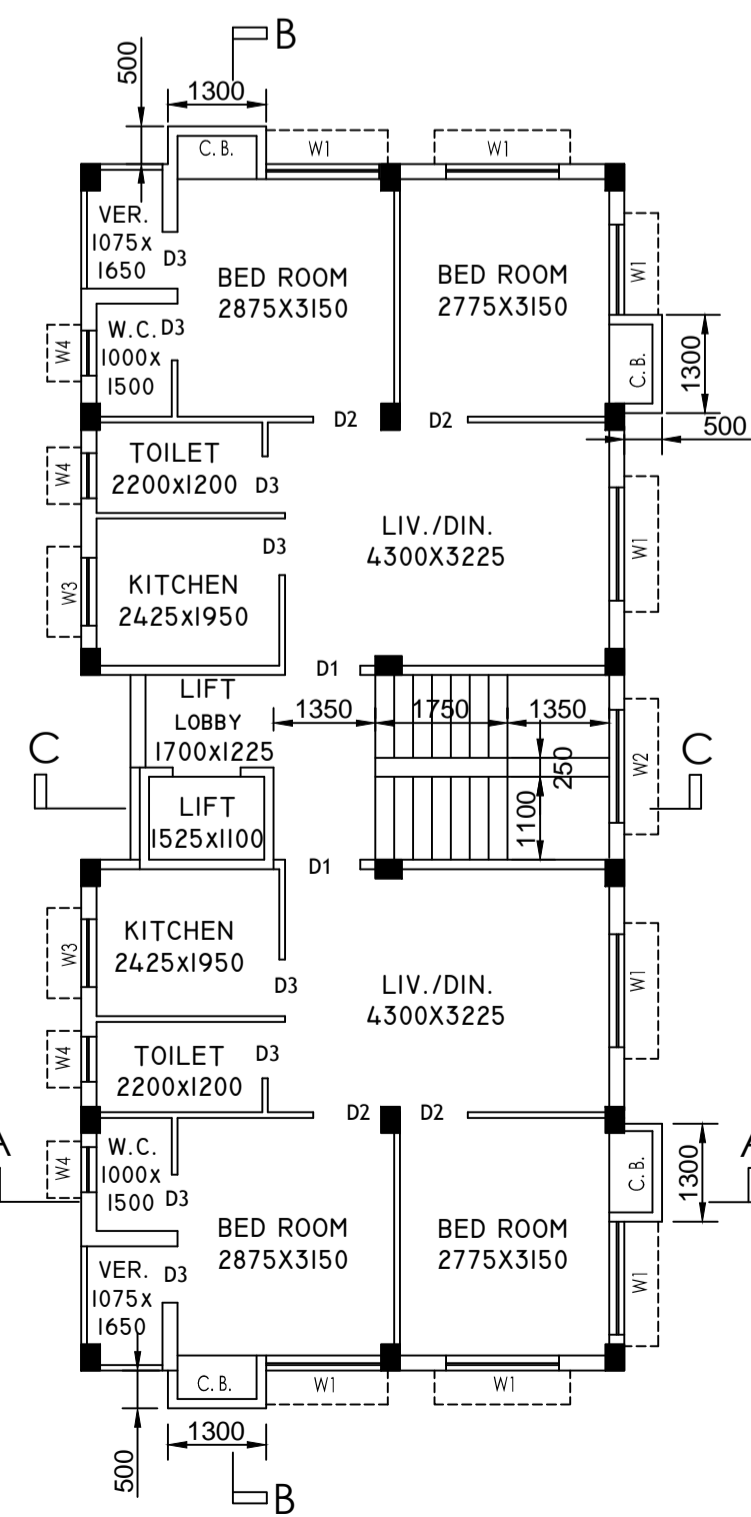 B
500
1300
C.B.
W1
W1
VER.
1075x
1650
D3
BED ROOM
2875X3150
BED ROOM
2775X3150
W1
W4
W.C.
1000x
1500
D3
C.B.
1300
500
D2
D2
W4
TOILET
2200x1200
D3
LIV./DIN.
4300X3225
W1
D3
W3
KITCHEN
2425x1950
D1
LIFT
LOBBY
1700x1225
1350
1750
1350
250
1100
W2
C
C
LIFT
1525x1100
D1
W3
KITCHEN
2425x1950
D3
LIV./DIN.
4300X3225
W1
W4
TOILET
2200x1200
D3
D2
D2
A
W4
W.C.
1000x
1500
D3
C.B.
1300
A
BED ROOM
2875X3150
BED ROOM
2775X3150
VER.
1075x
1650
D3
W1
C.B.
W1
W1
1300
500
B